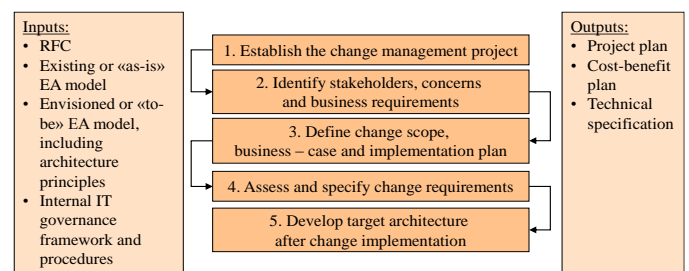 Inputs:
• RFC
• Existing or «as-is»
EA model
• Envisioned or «to-
be» EA model,
including
architecture
principles
• Internal IT
governance
framework and
procedures
1. Establish the change management project
2. Identify stakeholders, concerns
and business requirements
3. Define change scope,
business – case and implementation plan
4. Assess and specify change requirements
5. Develop target architecture
after change implementation
Outputs:
• Project plan
• Cost-benefit
plan
• Technical
specification